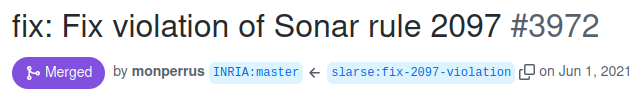 fix: Fix violation of Sonar rule 2097 #3972
Merged by monperrus INRIA:master ← slarse:fix-2097-violation on Jun 1, 2021